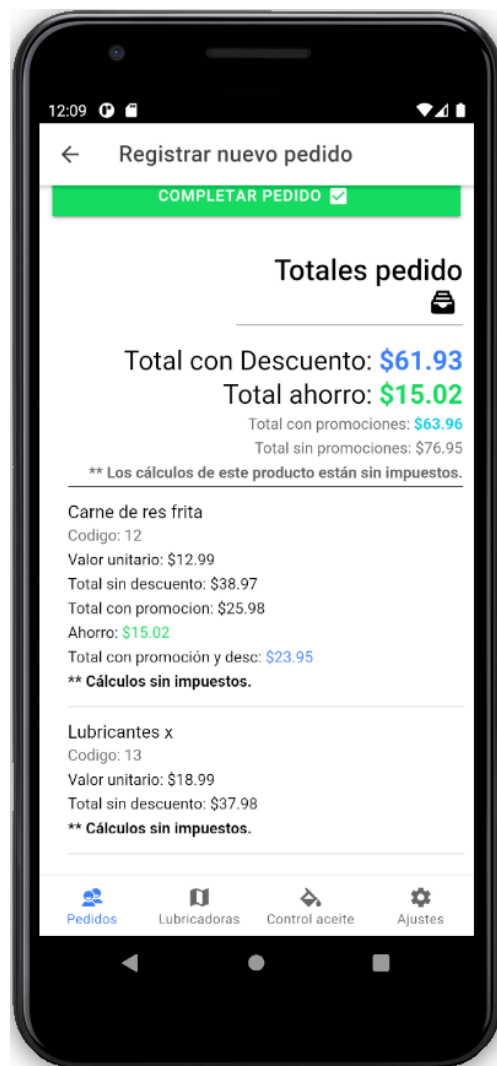 12:09
Registrar nuevo pedido
COMPLETAR PEDIDO
Totales pedido
Total con Descuento: $61.93
Total ahorro: $15.02
Total con promociones: $63.96
Total sin promociones: $76.95
** Los cálculos de este producto están sin impuestos.
Carne de res frita
Codigo: 12
Valor unitario: $12.99
Total sin descuento: $38.97
Total con promocion: $25.98
Ahorro: $15.02
Total con promoción y desc: $23.95
** Cálculos sin impuestos.
Lubricantes x
Codigo: 13
Valor unitario: $18.99
Total sin descuento: $37.98
** Cálculos sin impuestos.
Pedidos Lubricadoras Control aceite Ajustes